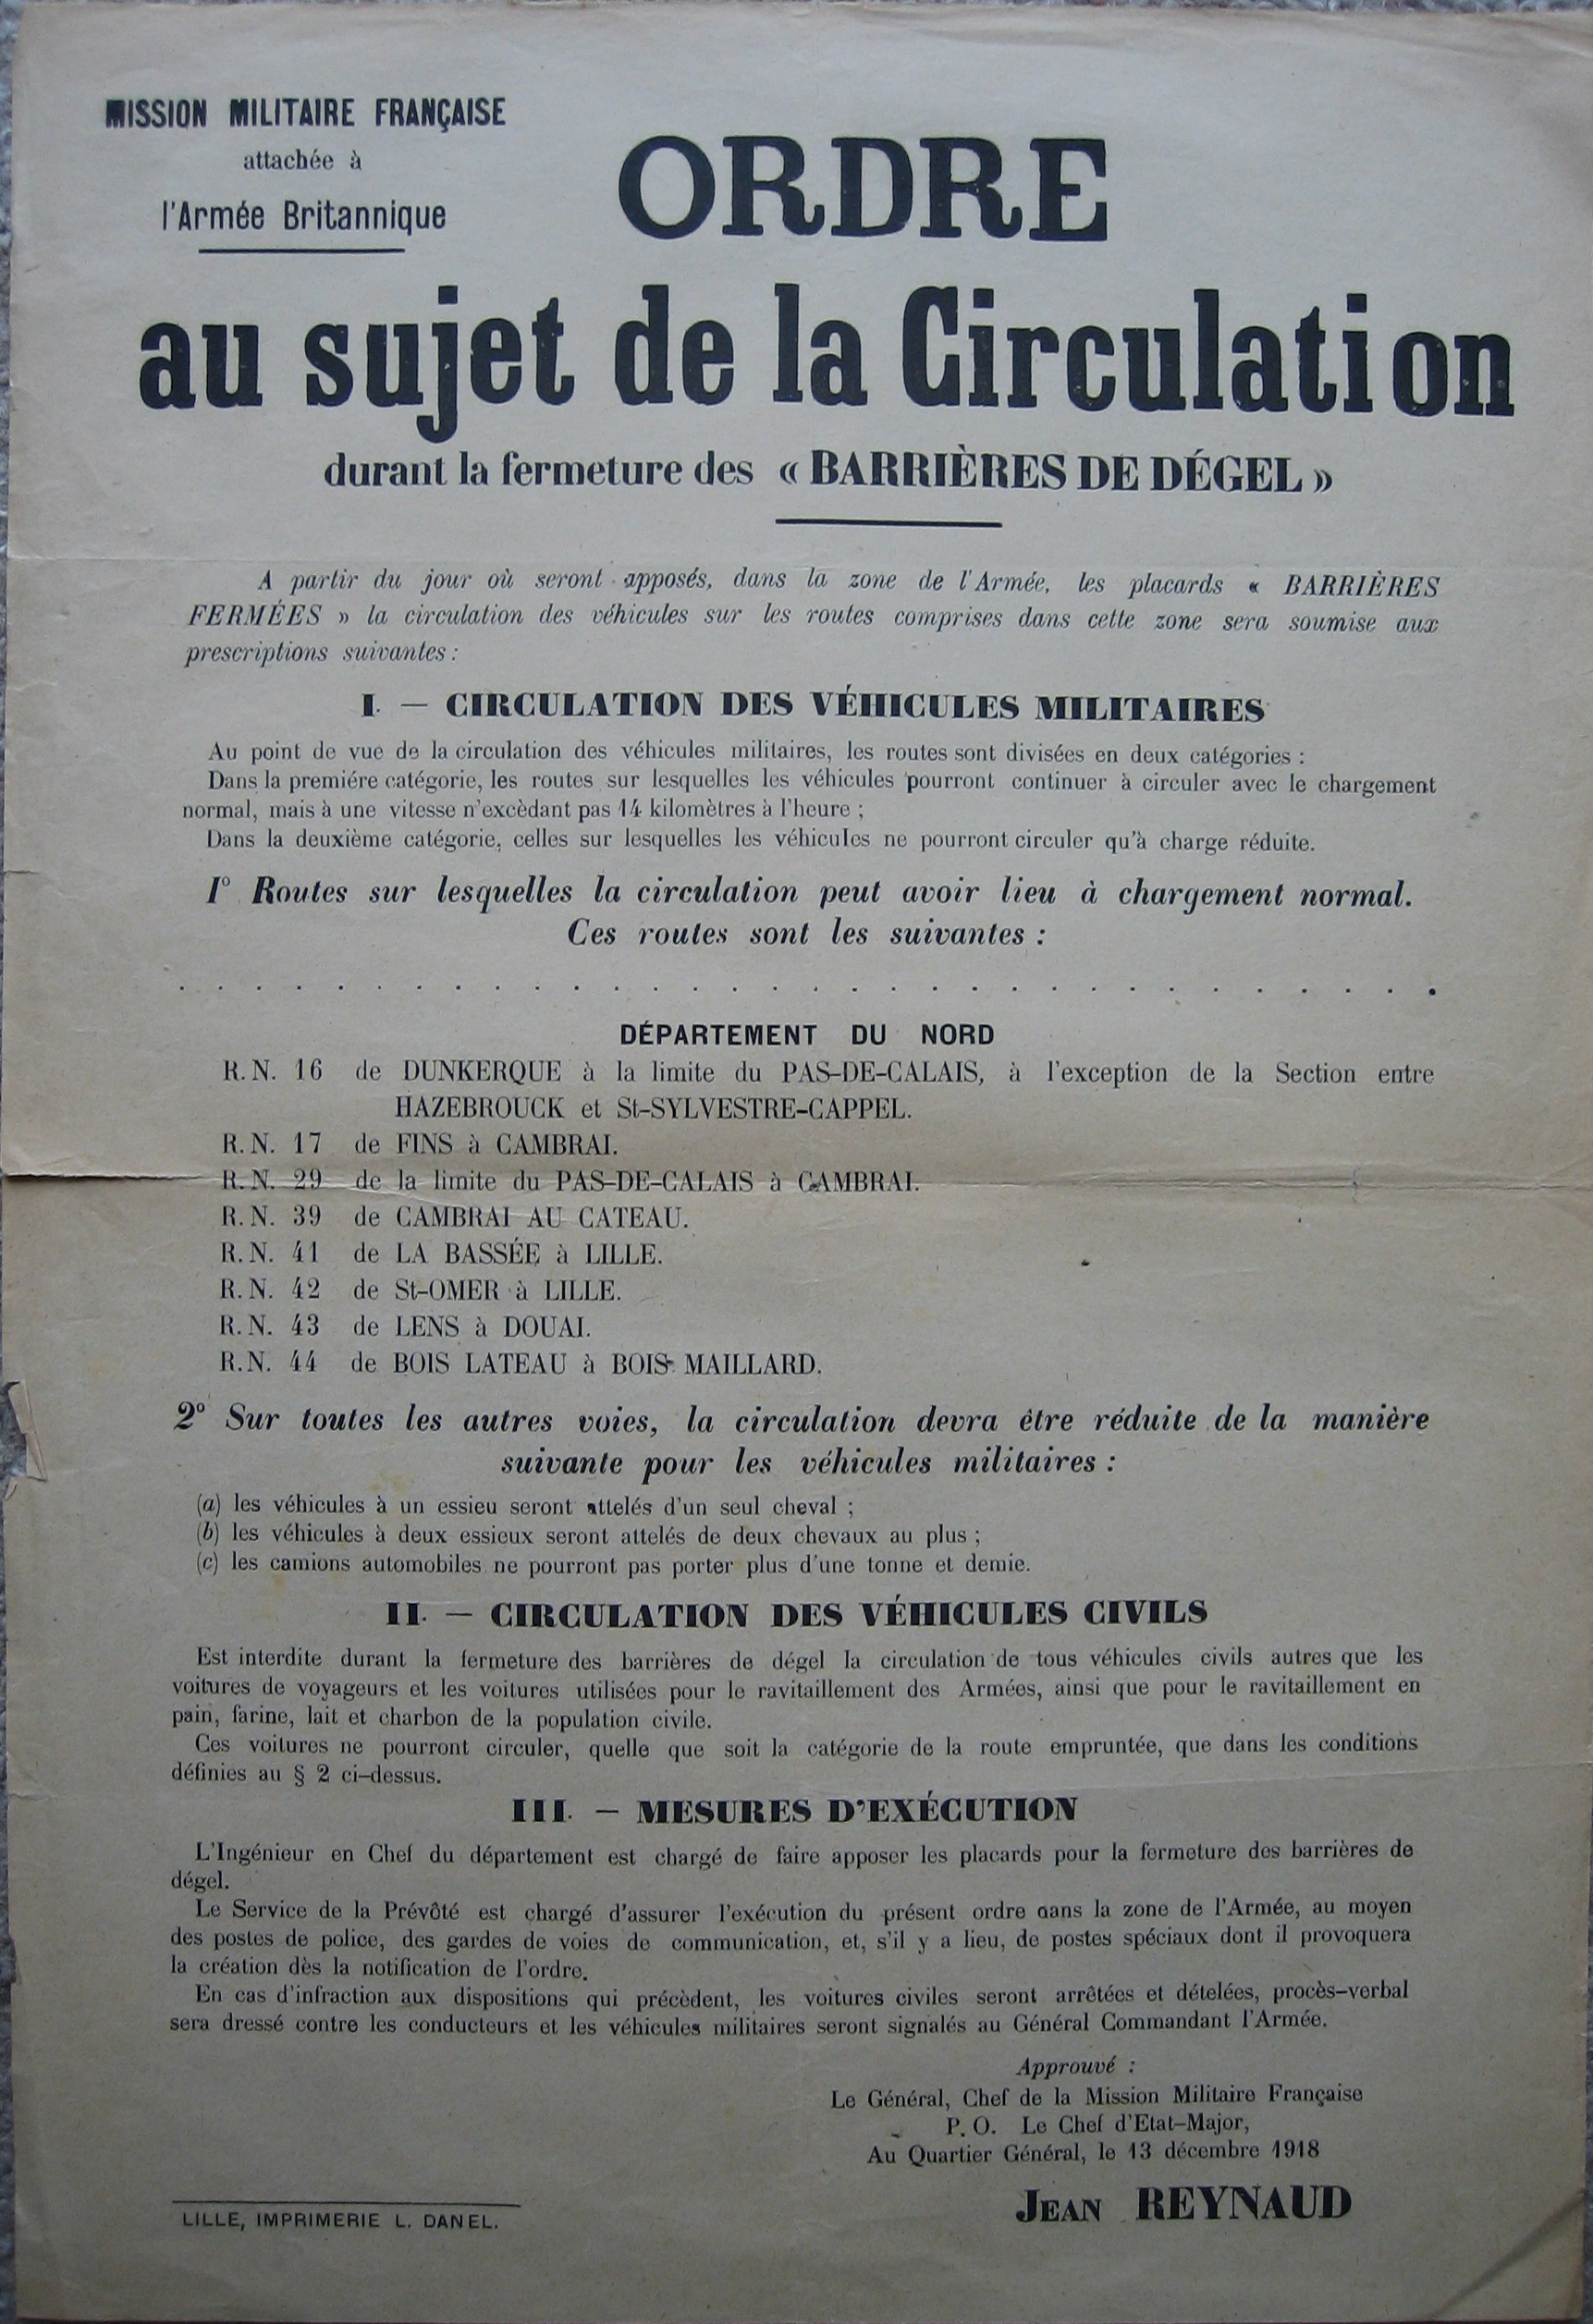 MISSION MILITAIRE FRANÇAISE
attachée à
l'Armée Britannique
ORDRE
au sujet de la Circulation
durant la fermeture des « BARRIÈRES DE DÉGEL »
A partir du jour où seront apposés, dans la zone de l'Armée, les placards « BARRIÈRES
FERMÉES » la circulation des véhicules sur les routes comprises dans cette zone sera soumise aux
prescriptions suivantes :
I. — CIRCULATION DES VÉHICULES MILITAIRES
Au point de vue de la circulation des véhicules militaires, les routes sont divisées en deux catégories :
Dans la premiére catégorie, les routes sur lesquelles les véhicules pourront continuer à circuler avec le chargement
normal, mais à une vitesse n'excèdant pas 14 kilomètres à l'heure ;
Dans la deuxième catégorie, celles sur lesquelles les véhicules ne pourront circuler qu'à charge réduite.
1° Routes sur lesquelles la circulation peut avoir lieu à chargement normal.
Ces routes sont les suivantes :
. . . . . . . . . . . . . . . . . . . . . . . . . . . . . . . . .
DÉPARTEMENT DU NORD
R.N. 16 de DUNKERQUE à la limite du PAS-DE-CALAIS, à l'exception de la Section entre
HAZEBROUCK et St-SYLVESTRE-CAPPEL.
R.N. 17 de FINS à CAMBRAI.
R.N. 29 de la limite du PAS-DE-CALAIS à CAMBRAI.
R.N. 39 de CAMBRAI AU CATEAU.
R.N. 41 de LA BASSÉE à LILLE.
R.N. 42 de St-OMER à LILLE.
R.N. 43 de LENS à DOUAI.
R.N. 44 de BOIS LATEAU à BOIS MAILLARD.
2° Sur toutes les autres voies, la circulation devra être réduite de la manière
suivante pour les véhicules militaires :
(a) les véhicules à un essieu seront attelés d'un seul cheval ;
(b) les véhicules à deux essieux seront attelés de deux chevaux au plus ;
(c) les camions automobiles ne pourront pas porter plus d'une tonne et demie.
II. — CIRCULATION DES VÉHICULES CIVILS
Est interdite durant la fermeture des barrières de dégel la circulation de tous véhicules civils autres que les
voitures de voyageurs et les voitures utilisées pour le ravitaillement des Armées, ainsi que pour le ravitaillement en
pain, farine, lait et charbon de la population civile.
Ces voitures ne pourront circuler, quelle que soit la catégorie de la route empruntée, que dans les conditions
définies au § 2 ci-dessus.
III. — MESURES D'EXÉCUTION
L'Ingénieur en Chef du département est chargé de faire apposer les placards pour la fermeture des barrières de
dégel.
Le Service de la Prévôté est chargé d'assurer l'exécution du présent ordre dans la zone de l'Armée, au moyen
des postes de police, des gardes de voies de communication, et, s'il y a lieu, de postes spéciaux dont il provoquera
la création dès la notification de l'ordre.
En cas d'infraction aux dispositions qui précèdent, les voitures civiles seront arrêtées et dételées, procès-verbal
sera dressé contre les conducteurs et les véhicules militaires seront signalés au Général Commandant l'Armée.
Approuvé :
Le Général, Chef de la Mission Militaire Française
P.O. Le Chef d'Etat-Major,
Au Quartier Général, le 13 décembre 1918
JEAN REYNAUD
LILLE, IMPRIMERIE L. DANEL.